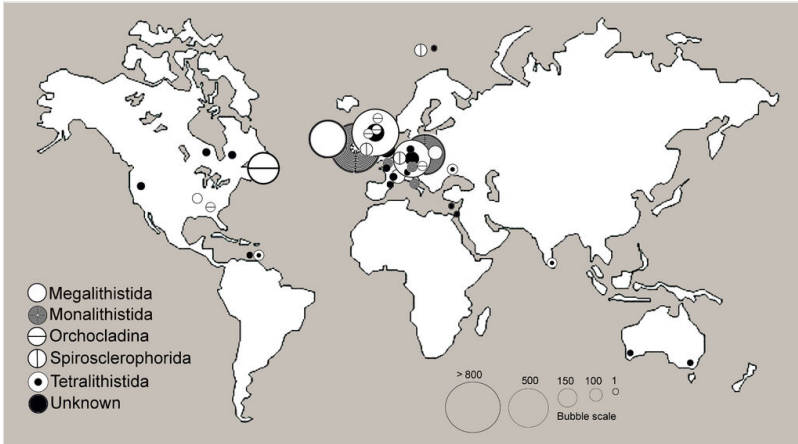 Megalithistida
Monalithistida
Orchocladina
Spirosclerophorida
Tetralithistida
Unknown
> 800
500
150
100
1
Bubble scale